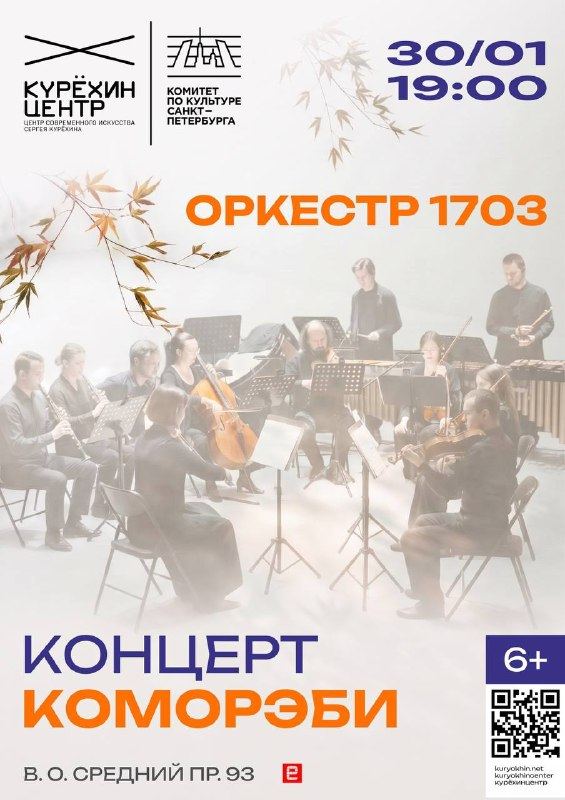 КУРЁХИН
ЦЕНТР
ЦЕНТР СОВРЕМЕННОГО ИСКУССТВА
СЕРГЕЯ КУРЁХИНА
КОМИТЕТ
ПО КУЛЬТУРЕ
САНКТ–
ПЕТЕРБУРГА
30/01
19:00
ОРКЕСТР 1703
КОНЦЕРТ
КОМОРЭБИ
В. О. СРЕДНИЙ ПР. 93
ё
6+
kuryokhin.net
kuryokhincenter
курёхинцентр